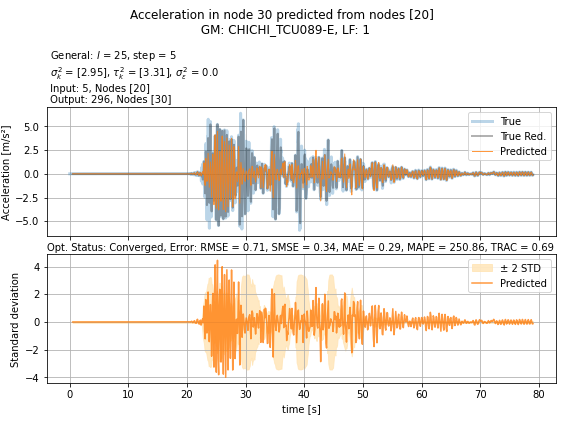 Acceleration in node 30 predicted from nodes [20]
GM: CHICHI_TCU089-E, LF: 1
General: l = 25, step = 5
σ²ₖ = [2.95], τ²ₖ = [3.31], σ²ε = 0.0
Input: 5, Nodes [20]
Output: 296, Nodes [30]
True
True Red.
Predicted
5.0
2.5
0.0
−2.5
−5.0
Acceleration [m/s²]
Opt. Status: Converged, Error: RMSE = 0.71, SMSE = 0.34, MAE = 0.29, MAPE = 250.86, TRAC = 0.69
± 2 STD
Predicted
4
2
0
−2
−4
Standard deviation
0 10 20 30 40 50 60 70 80
time [s]